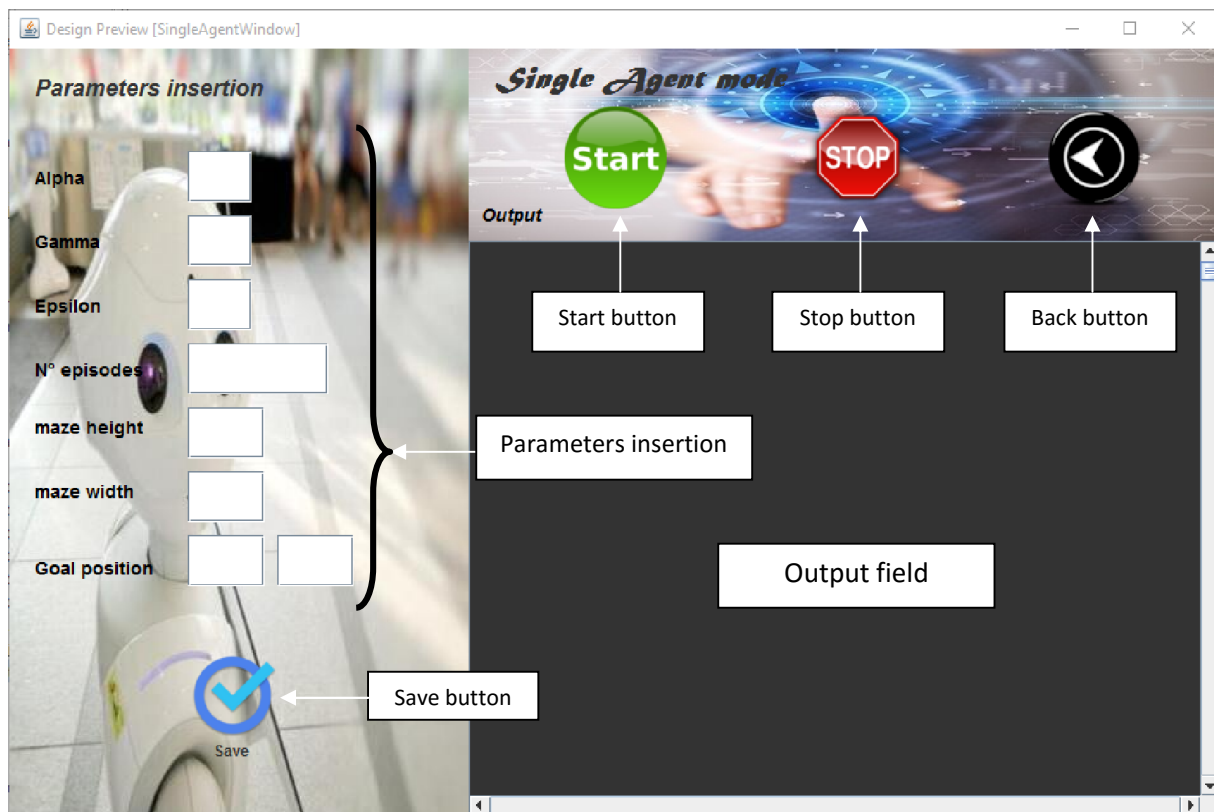 Design Preview [SingleAgentWindow]
Parameters insertion
Alpha
Gamma
Epsilon
N° episodes
maze height
maze width
Goal position
Save
Single Agent mode
Start
STOP
Output
Start button
Stop button
Back button
Parameters insertion
Output field
Save button